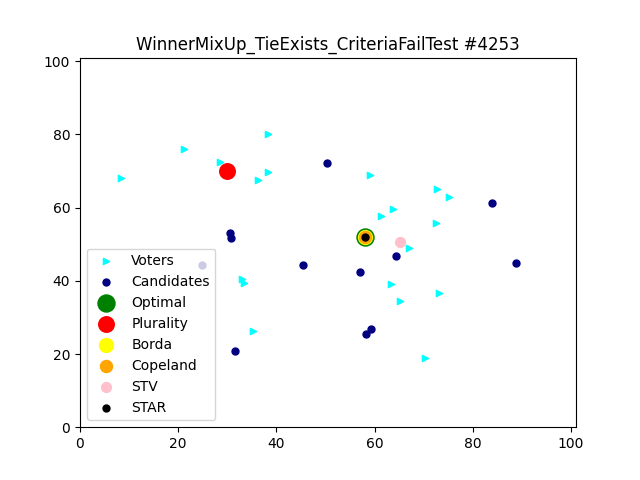 WinnerMixUp_TieExists_CriteriaFailTest #4253
100
80
60
40
20
0
Voters
Candidates
Optimal
Plurality
Borda
Copeland
STV
STAR
0 20 40 60 80 100